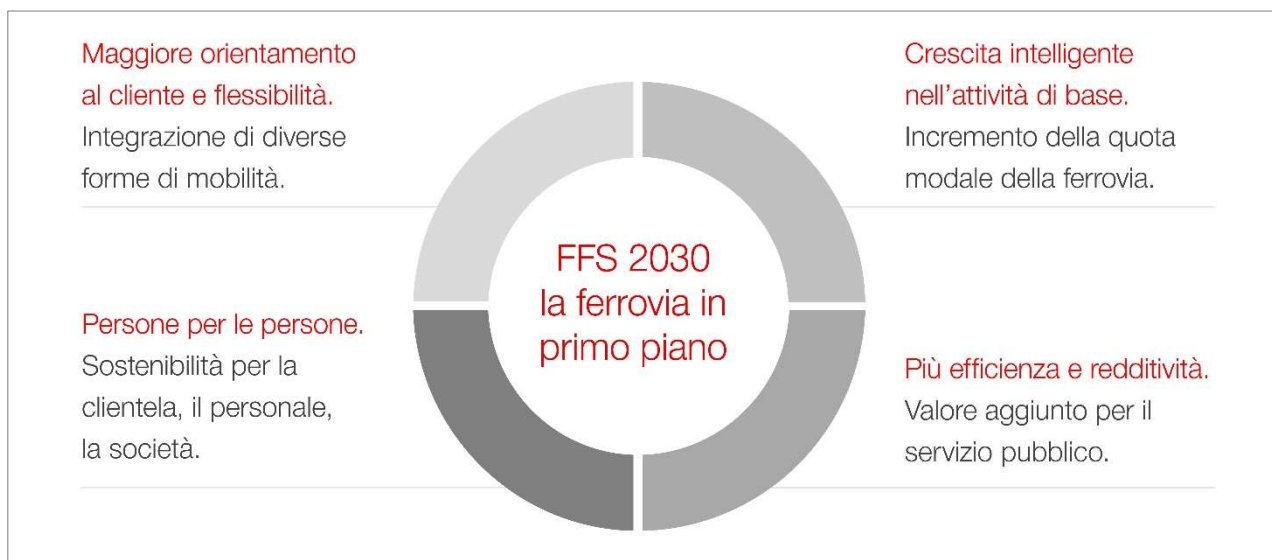 Maggiore orientamento
al cliente e flessibilità.
Integrazione di diverse
forme di mobilità.
Crescita intelligente
nell'attività di base.
Incremento della quota
modale della ferrovia.
FFS 2030
la ferrovia in
primo piano
Persone per le persone.
Sostenibilità per la
clientela, il personale,
la società.
Più efficienza e redditività.
Valore aggiunto per il
servizio pubblico.